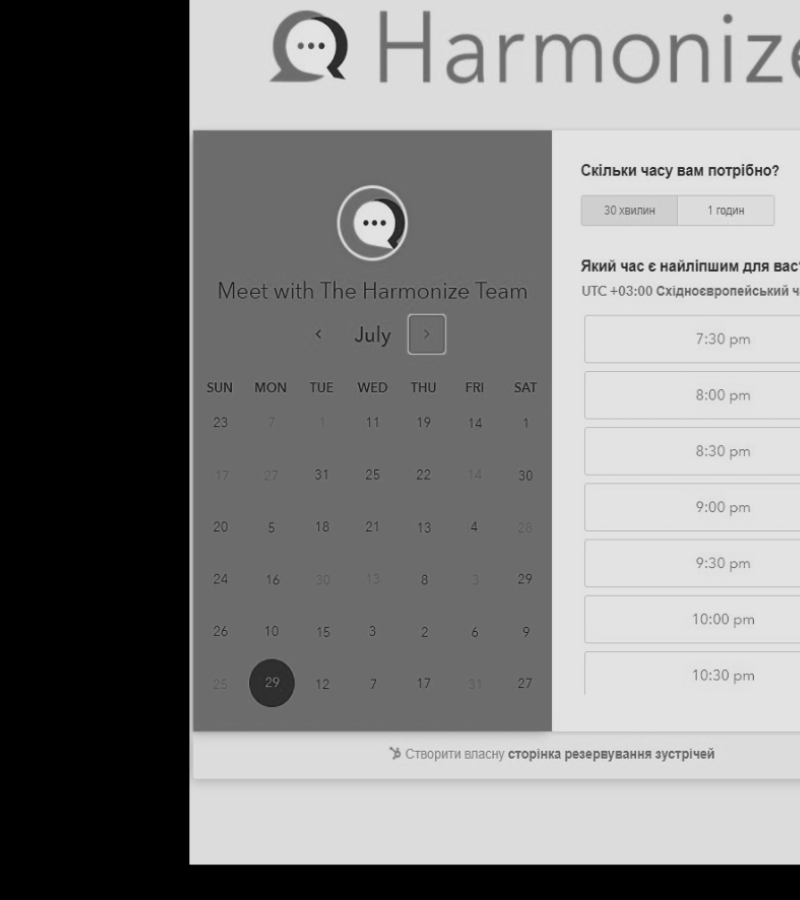 Harmonize
Meet with The Harmonize Team
July
SUN MON TUE WED THU FRI SAT
23 7 1 11 19 14 1
17 27 31 25 22 14 30
20 5 18 21 13 4 28
24 16 30 13 8 3 29
26 10 15 3 2 6 9
25 29 12 7 17 31 27
Скільки часу вам потрібно?
30 хвилин 1 годин
Який час є найліпшим для вас?
UTC +03:00 Східноєвропейський
7:30 pm
8:00 pm
8:30 pm
9:00 pm
9:30 pm
10:00 pm
10:30 pm
Створити власну сторінка резервування зустрічей